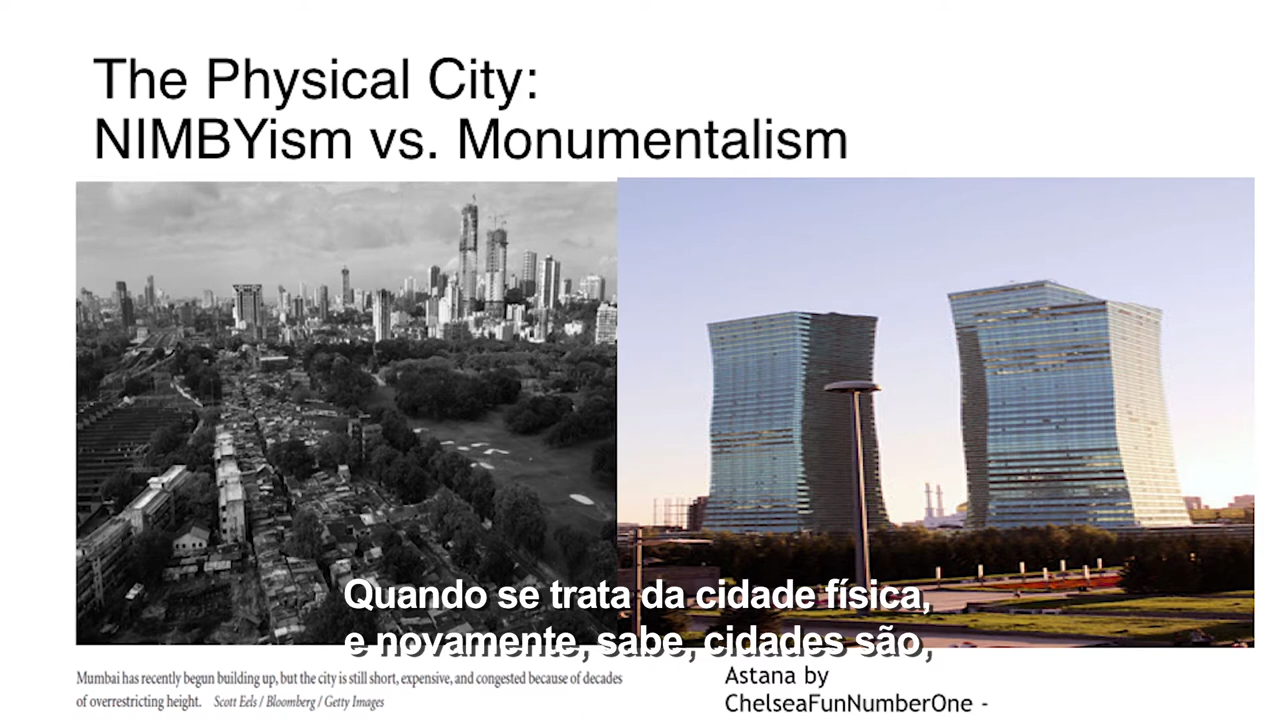 The Physical City:
NIMBYism vs. Monumentalism
Quando se trata da cidade física,
e novamente, sabe, cidades são,
Mumbai has recently begun building up, but the city is still short, expensive, and congested because of decades
of overrestricting height. Scott Eels / Bloomberg / Getty Images
Astana by
ChelseaFunNumberOne -